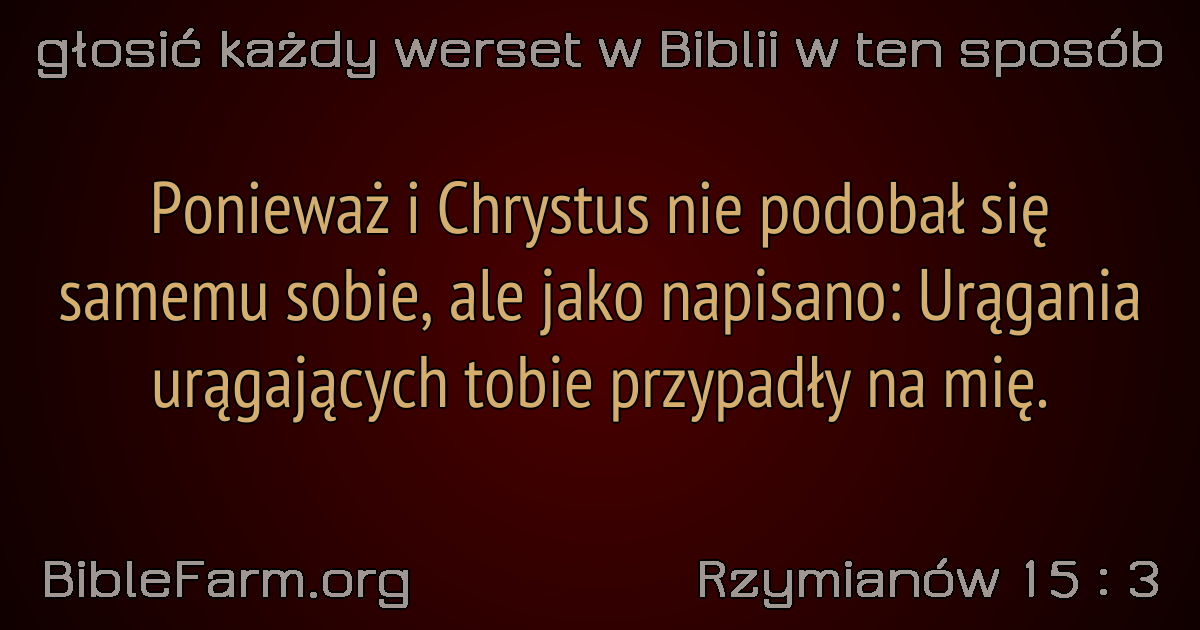 głosić każdy werset w Biblii w ten sposób
Ponieważ i Chrystus nie podobał się
samemu sobie, ale jako napisano: Urągania
urągających tobie przypadły na mię.
BibleFarm.org
Rzymianów 15 : 3